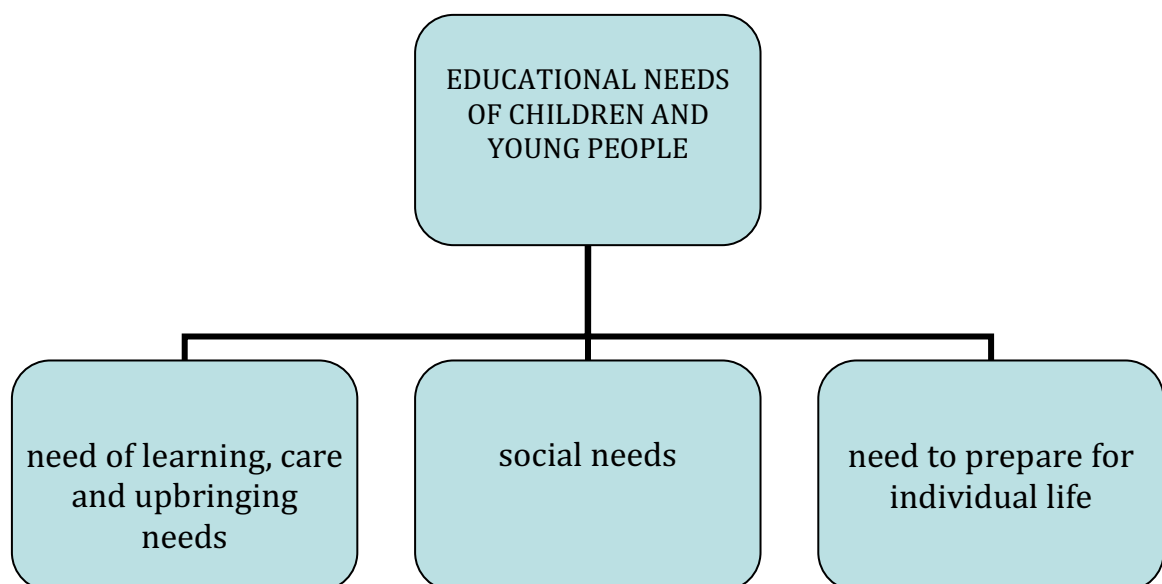 EDUCATIONAL NEEDS
OF CHILDREN AND
YOUNG PEOPLE
need of learning, care
and upbringing
needs
social needs
need to prepare for
individual life